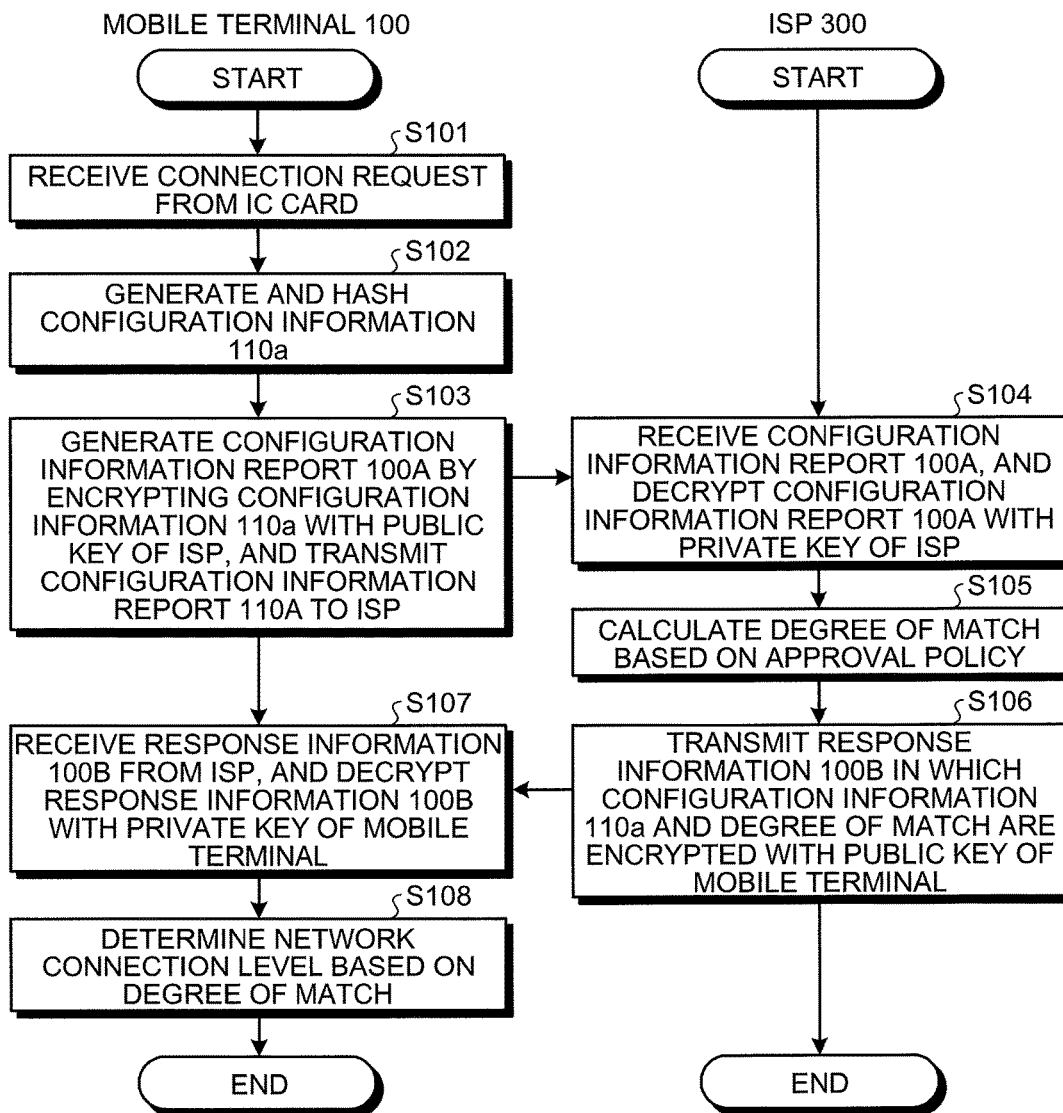 MOBILE TERMINAL 100
START
S101
RECEIVE CONNECTION REQUEST
FROM IC CARD
S102
GENERATE AND HASH
CONFIGURATION INFORMATION
110a
S103
GENERATE CONFIGURATION
INFORMATION REPORT 100A BY
ENCRYPTING CONFIGURATION
INFORMATION 110a WITH PUBLIC
KEY OF ISP, AND TRANSMIT
CONFIGURATION INFORMATION
REPORT 110A TO ISP
S107
RECEIVE RESPONSE INFORMATION
100B FROM ISP, AND DECRYPT
RESPONSE INFORMATION 100B
WITH PRIVATE KEY OF MOBILE
TERMINAL
S108
DETERMINE NETWORK
CONNECTION LEVEL BASED ON
DEGREE OF MATCH
END
ISP 300
START
S104
RECEIVE CONFIGURATION
INFORMATION REPORT 100A, AND
DECRYPT CONFIGURATION
INFORMATION REPORT 100A WITH
PRIVATE KEY OF ISP
S105
CALCULATE DEGREE OF MATCH
BASED ON APPROVAL POLICY
S106
TRANSMIT RESPONSE
INFORMATION 100B IN WHICH
CONFIGURATION INFORMATION
110a AND DEGREE OF MATCH ARE
ENCRYPTED WITH PUBLIC KEY OF
MOBILE TERMINAL
END